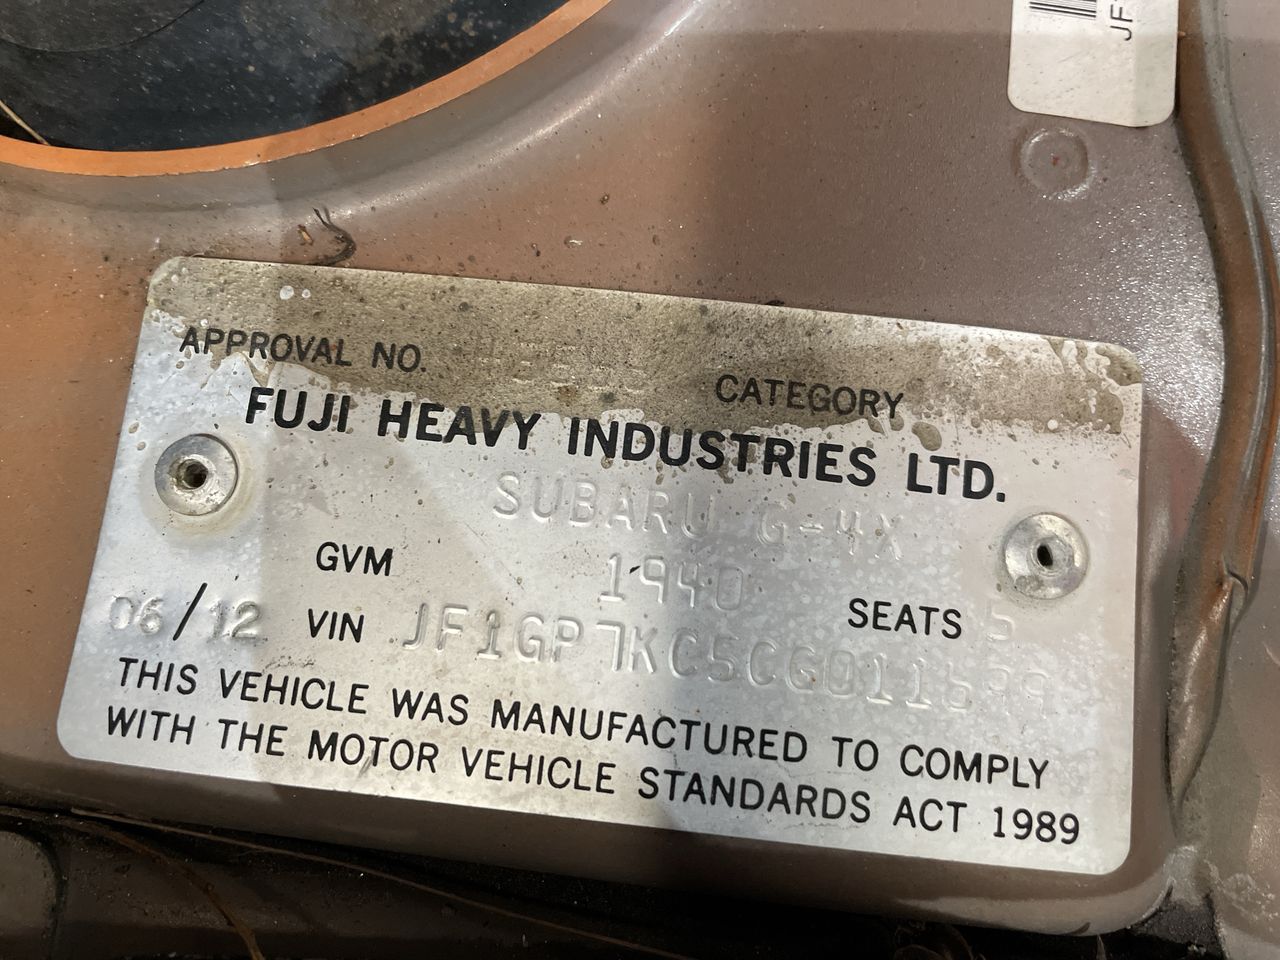 JF1
APPROVAL NO. CATEGORY
FUJI HEAVY INDUSTRIES LTD.
SUBARU G-4X
GVM 1940 SEATS 5
06/12 VIN JF1GP7KC5CG011699
THIS VEHICLE WAS MANUFACTURED TO COMPLY
WITH THE MOTOR VEHICLE STANDARDS ACT 1989